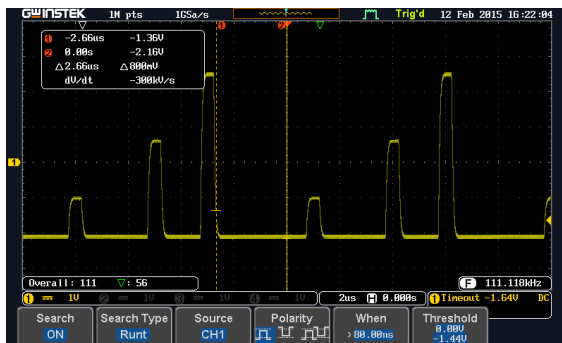 GWINSTEK 1M pts 1GSa/s Trig'd 12 Feb 2015 16:22:04
1 2
1 -2.66us -1.36V
2 0.00s -2.16V
△2.66us △800mV
dV/dt -300kV/s
1
Overall: 111 ▽: 56 F 111.118kHz
1 1V 2 1V 3 1V 4 1V 2us H 0.000s 1 Timeout -1.64V DC
Search Search Type Source Polarity When Threshold
ON Runt CH1 >80.00ns 0.00V
-1.44V